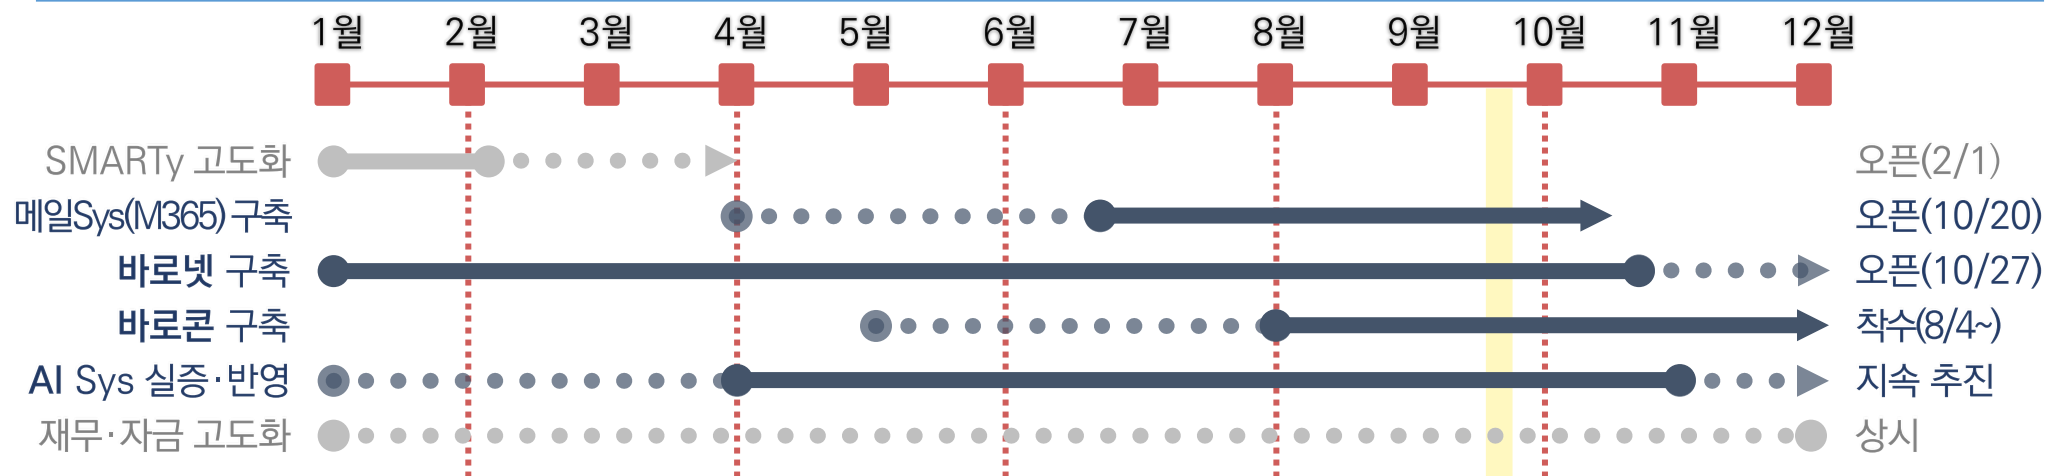 1월 2월 3월 4월 5월 6월 7월 8월 9월 10월 11월 12월
SMARTy 고도화 오픈(2/1)
메일Sys(M365) 구축 오픈(10/20)
바로넷 구축 오픈(10/27)
바로콘 구축 착수(8/4~)
AI Sys 실증·반영 지속 추진
재무·자금 고도화 상시